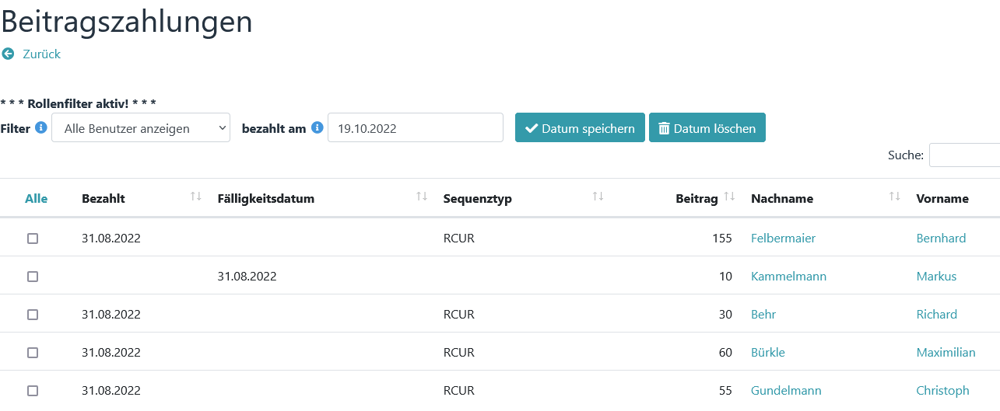 Beitragszahlungen
Zurück
* * * Rollenfilter aktiv! * * *
Filter Alle Benutzer anzeigen bezahlt am 19.10.2022 Datum speichern Datum löschen
Suche:
Alle Bezahlt Fälligkeitsdatum Sequenztyp Beitrag Nachname Vorname
31.08.2022 RCUR 155 Felbermaier Bernhard
31.08.2022 10 Kammelmann Markus
31.08.2022 RCUR 30 Behr Richard
31.08.2022 RCUR 60 Bürkle Maximilian
31.08.2022 RCUR 55 Gundelmann Christoph